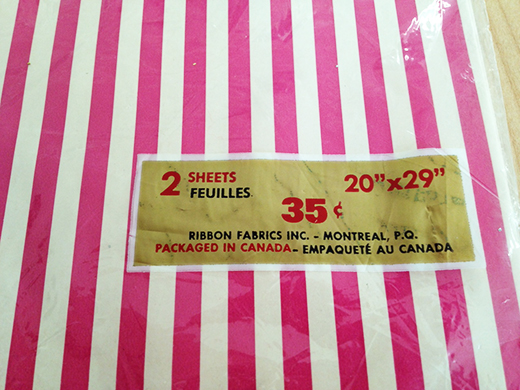 2 SHEETS
FEUILLES
20”x29”
35¢
RIBBON FABRICS INC. - MONTREAL, P.Q.
PACKAGED IN CANADA - EMPAQUETÉ AU CANADA